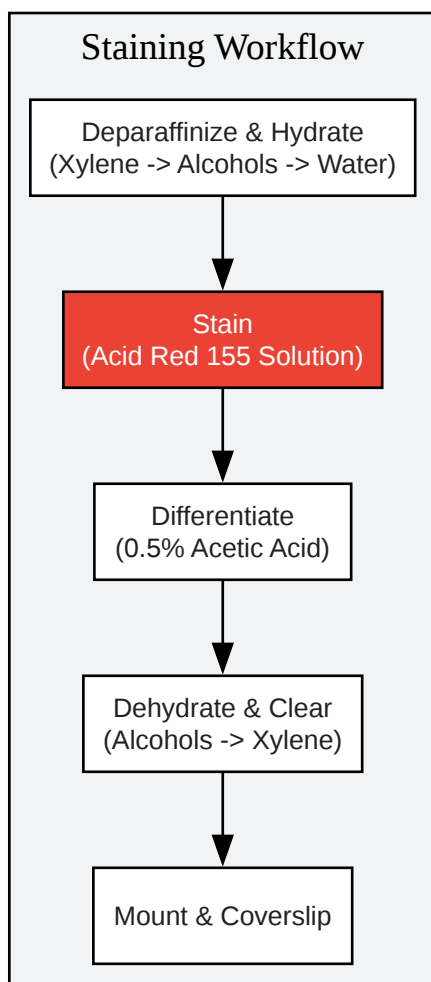 Staining Workflow
Deparaffinize & Hydrate
(Xylene -> Alcohols -> Water)
Stain
(Acid Red 155 Solution)
Differentiate
(0.5% Acetic Acid)
Dehydrate & Clear
(Alcohols -> Xylene)
Mount & Coverslip